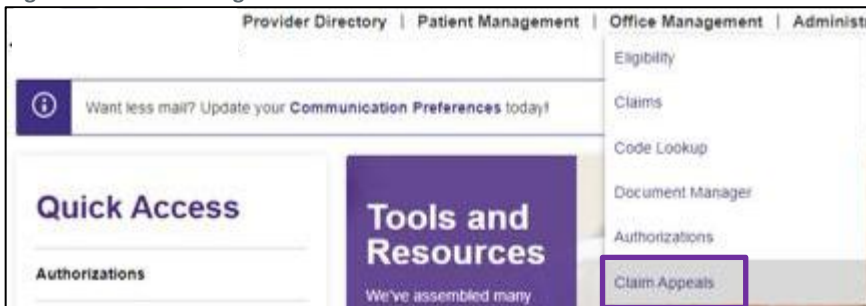 Provider Directory | Patient Management | Office Management | Administ
Eligibility
Want less mail? Update your Communication Preferences today!
Claims
Code Lookup
Quick Access
Tools and
Resources
Document Manager
Authorizations
Authorizations
We've assembled many
Claim Appeals